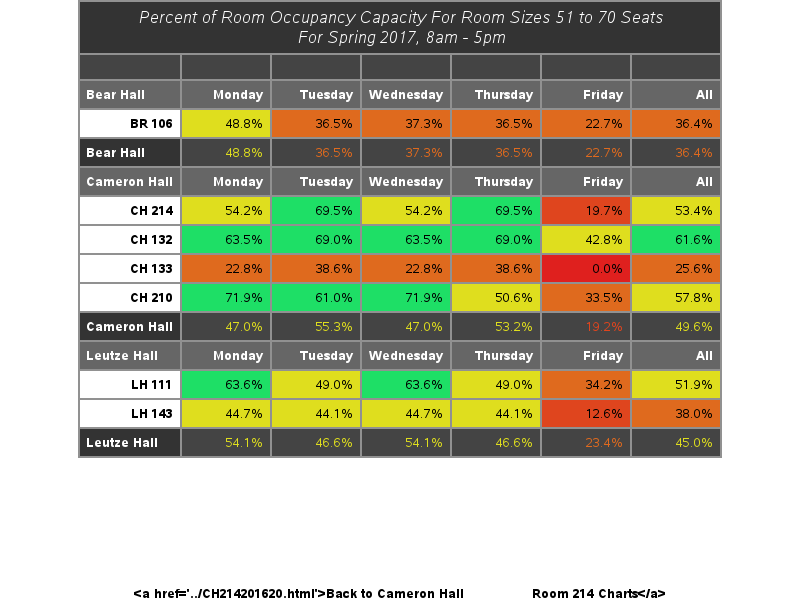 Percent of Room Occupancy Capacity For Room Sizes 51 to 70 Seats
For Spring 2017, 8am - 5pm
Bear Hall Monday Tuesday Wednesday Thursday Friday All
BR 106 48.8% 36.5% 37.3% 36.5% 22.7% 36.4%
Bear Hall 48.8% 36.5% 37.3% 36.5% 22.7% 36.4%
Cameron Hall Monday Tuesday Wednesday Thursday Friday All
CH 214 54.2% 69.5% 54.2% 69.5% 19.7% 53.4%
CH 132 63.5% 69.0% 63.5% 69.0% 42.8% 61.6%
CH 133 22.8% 38.6% 22.8% 38.6% 0.0% 25.6%
CH 210 71.9% 61.0% 71.9% 50.6% 33.5% 57.8%
Cameron Hall 47.0% 55.3% 47.0% 53.2% 19.2% 49.6%
Leutze Hall Monday Tuesday Wednesday Thursday Friday All
LH 111 63.6% 49.0% 63.6% 49.0% 34.2% 51.9%
LH 143 44.7% 44.1% 44.7% 44.1% 12.6% 38.0%
Leutze Hall 54.1% 46.6% 54.1% 46.6% 23.4% 45.0%
<a href='../CH214201620.html'>Back to Cameron Hall Room 214 Charts</a>